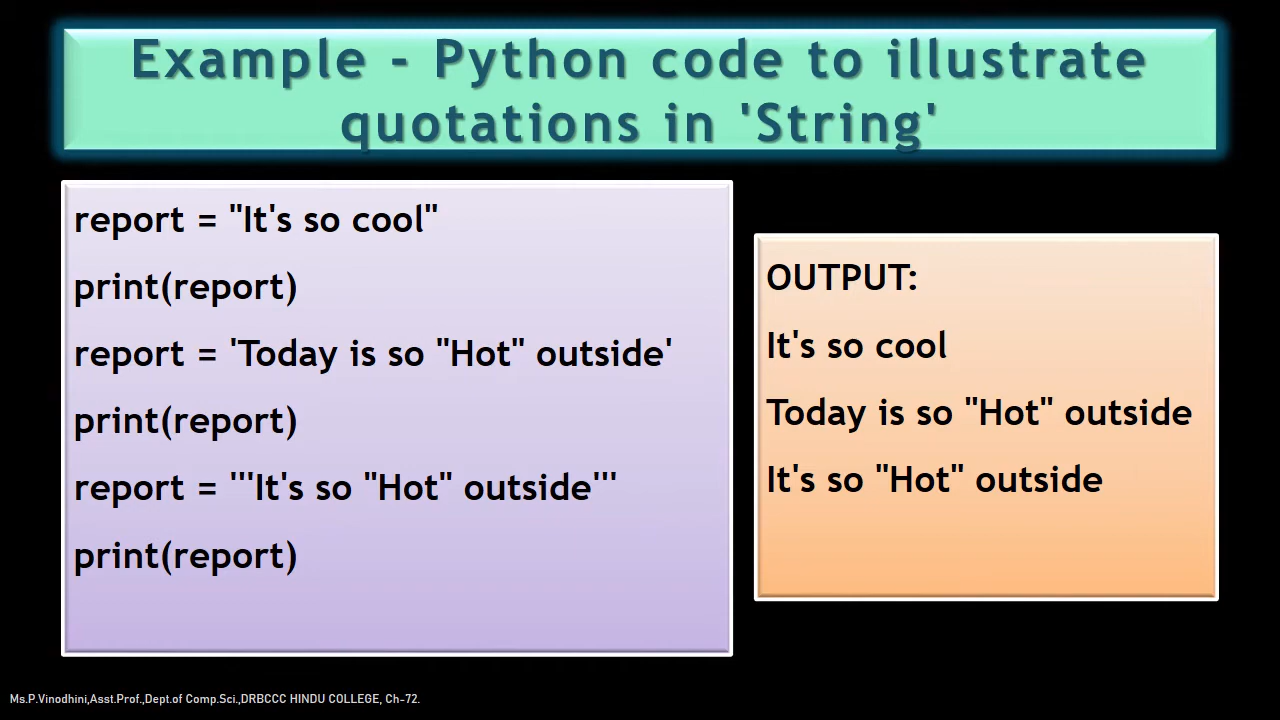 Example - Python code to illustrate
quotations in 'String'
report = "It's so cool"
print(report)
report = 'Today is so "Hot" outside'
print(report)
report = '''It's so "Hot" outside'''
print(report)
OUTPUT:
It's so cool
Today is so "Hot" outside
It's so "Hot" outside
Ms.P.Vinodhini,Asst.Prof.,Dept.of Comp.Sci.,DRBCCC HINDU COLLEGE, Ch-72.